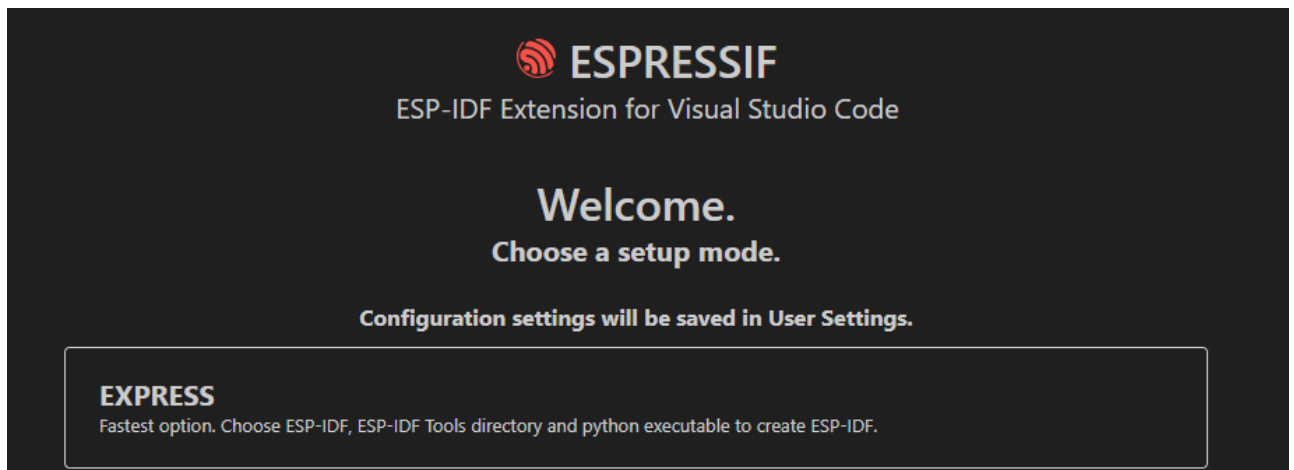 ESPRESSIF
ESP-IDF Extension for Visual Studio Code
Welcome.
Choose a setup mode.
Configuration settings will be saved in User Settings.
EXPRESS
Fastest option. Choose ESP-IDF, ESP-IDF Tools directory and python executable to create ESP-IDF.